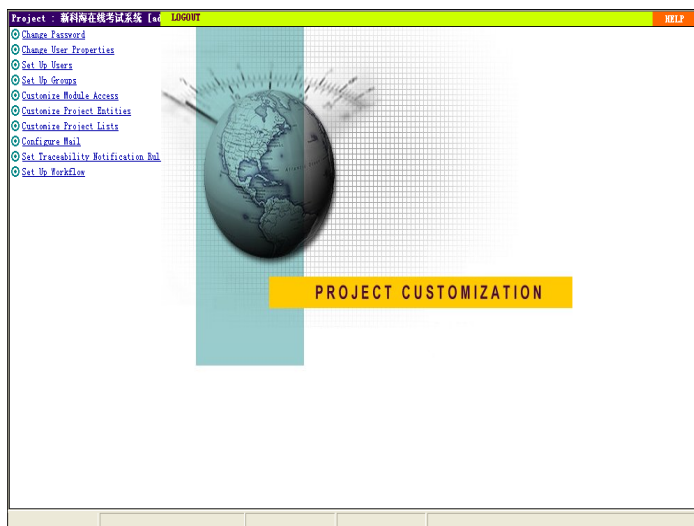 Project : 新科海在线考试系统 [ad
LOGOUT
HELP
Change Password
Change User Properties
Set Up Users
Set Up Groups
Customize Module Access
Customize Project Entities
Customize Project Lists
Configure Mail
Set Traceability Notification Rul
Set Up Workflow
PROJECT CUSTOMIZATION